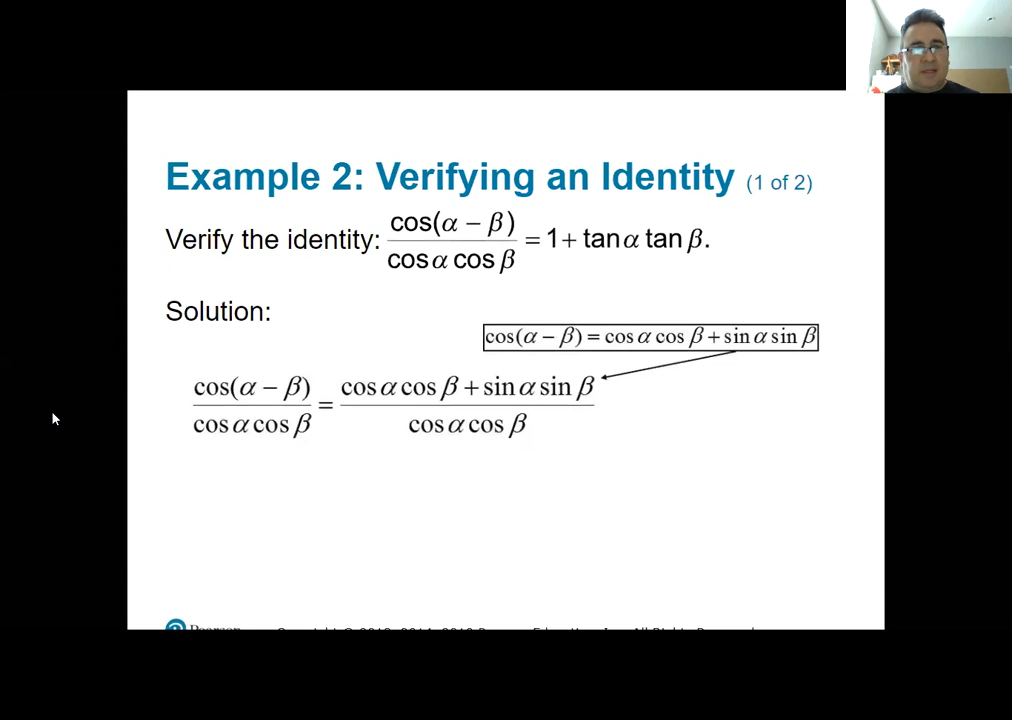 Example 2: Verifying an Identity (1 of 2)
Verify the identity: cos(α − β) / cos α cos β = 1 + tan α tan β.
Solution:
cos(α − β) = cos α cos β + sin α sin β
cos(α − β) / cos α cos β = cos α cos β + sin α sin β / cos α cos β
Pearson